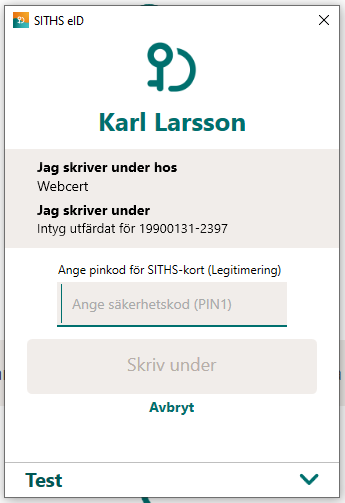 SITHS eID
Karl Larsson
Jag skriver under hos
Webcert
Jag skriver under
Intyg utfärdat för 19900131-2397
Ange pinkod för SITHS-kort (Legitimering)
Ange säkerhetskod (PIN1)
Skriv under
Avbryt
Test